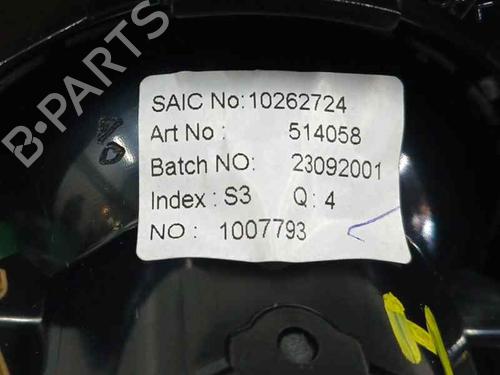 B-PARTS
SAIC No:10262724
Art No : 514058
Batch NO: 23092001
Index : S3 Q : 4
NO : 1007793